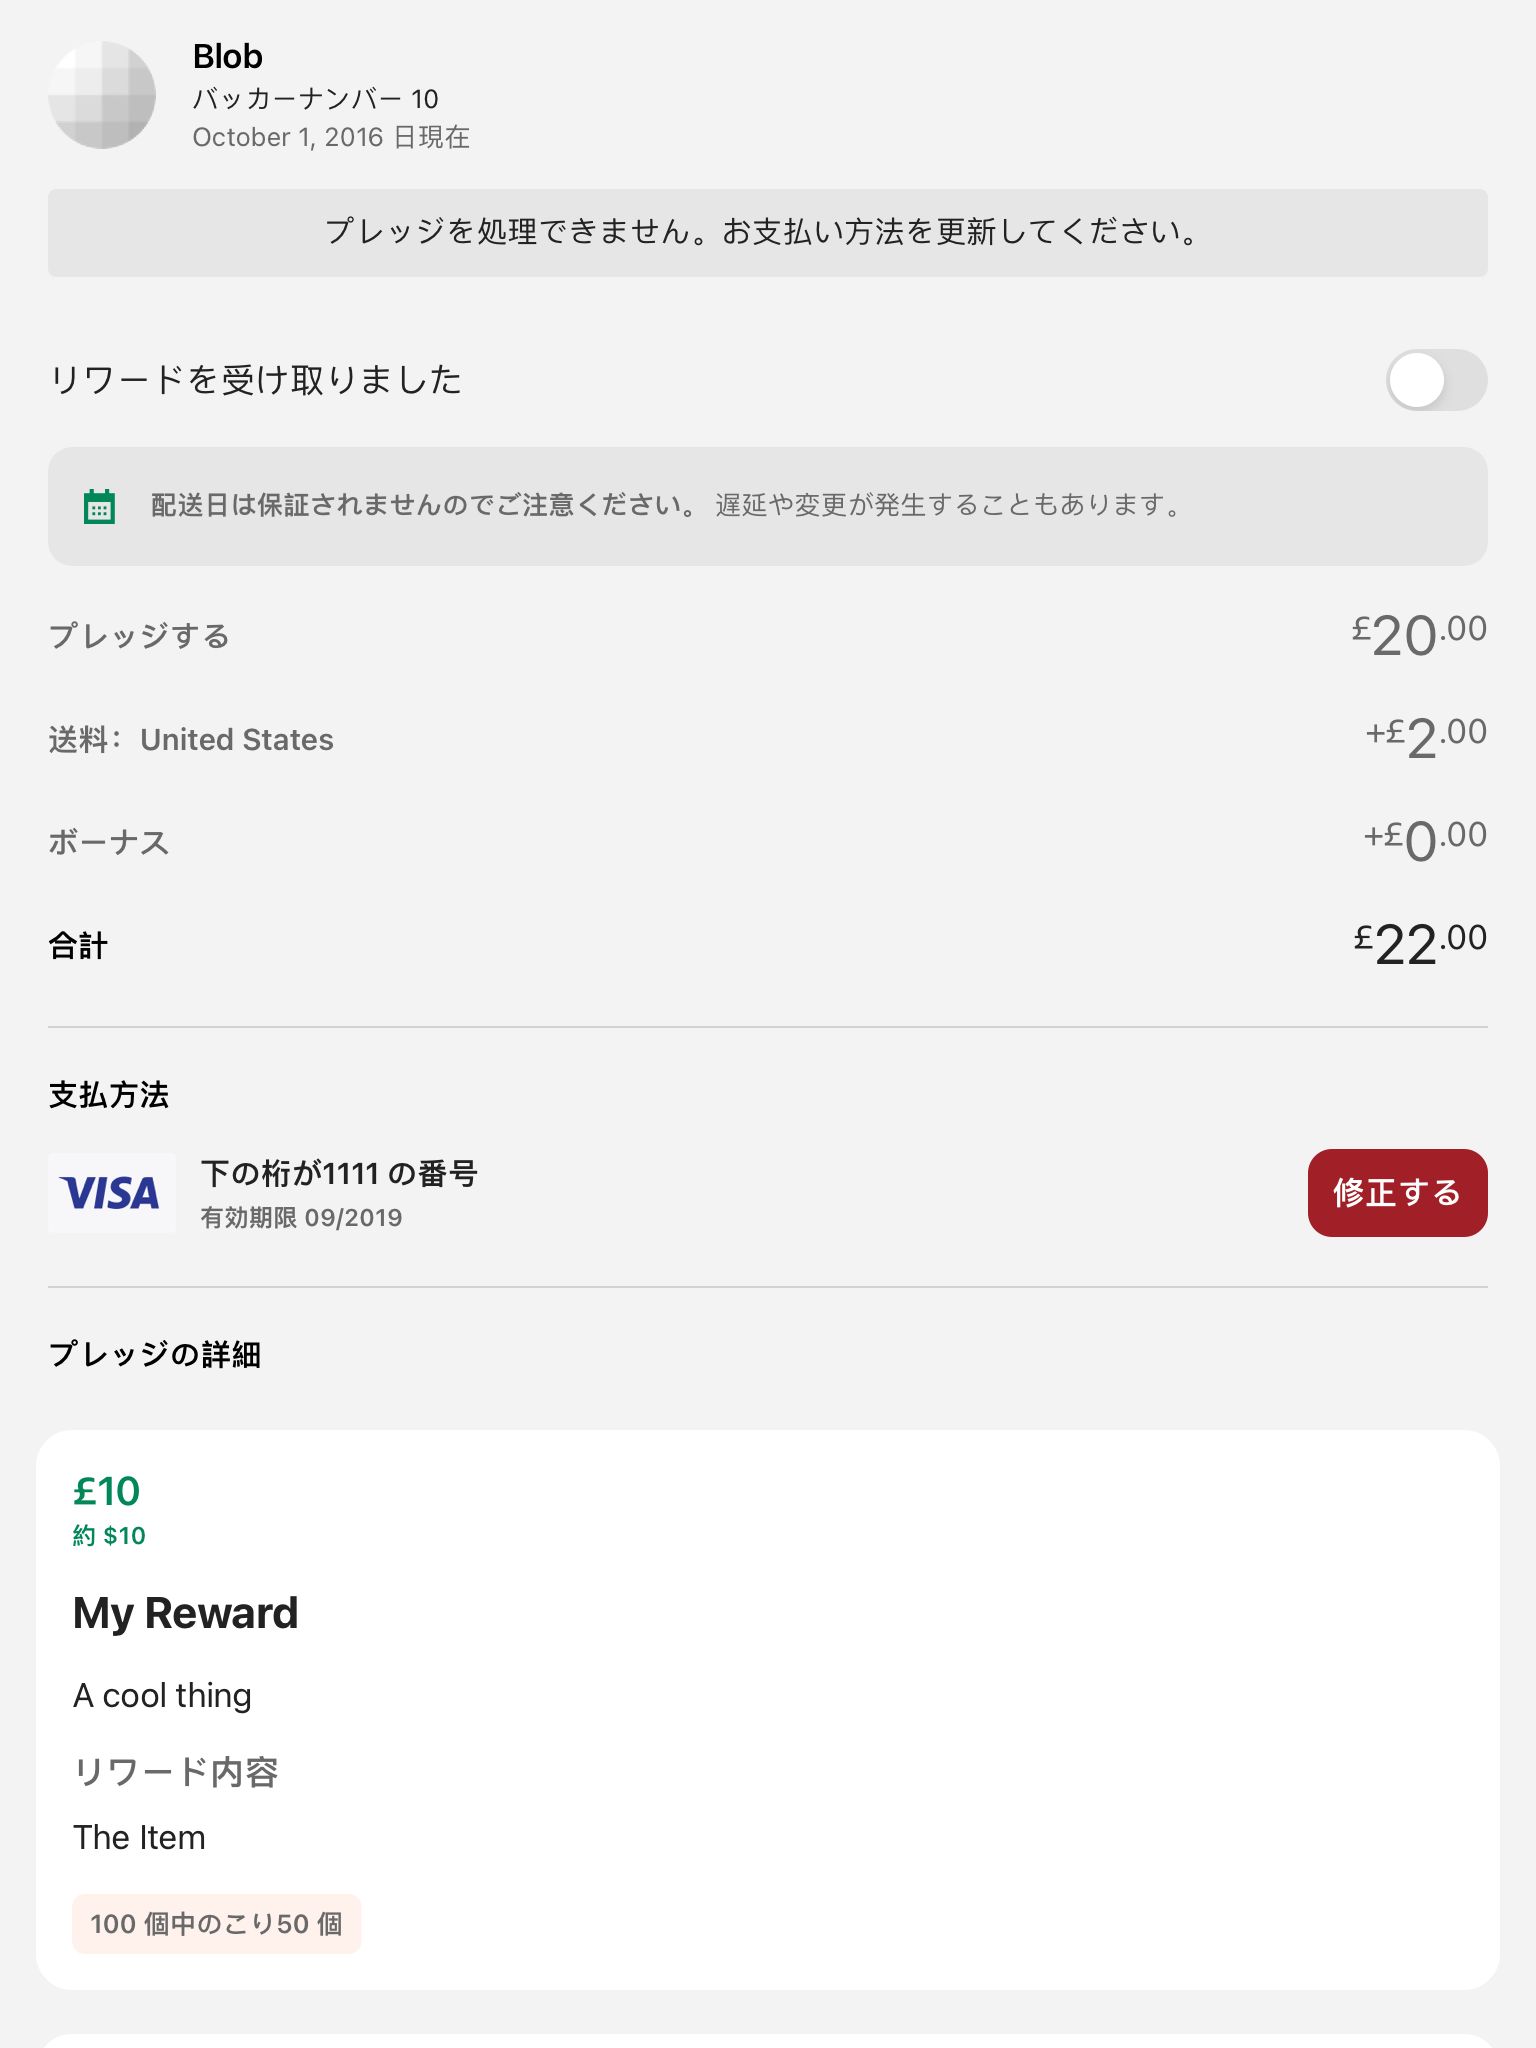 Blob
バッカーナンバー 10
October 1, 2016 日現在
プレッジを処理できません。お支払い方法を更新してください。
リワードを受け取りました
配送日は保証されませんのでご注意ください。 遅延や変更が発生することもあります。
プレッジする £20.00
送料： United States +£2.00
ボーナス +£0.00
合計 £22.00
支払方法
VISA
下の桁が1111 の番号
有効期限 09/2019
修正する
プレッジの詳細
£10
約 $10
My Reward
A cool thing
リワード内容
The Item
100 個中のこり50 個